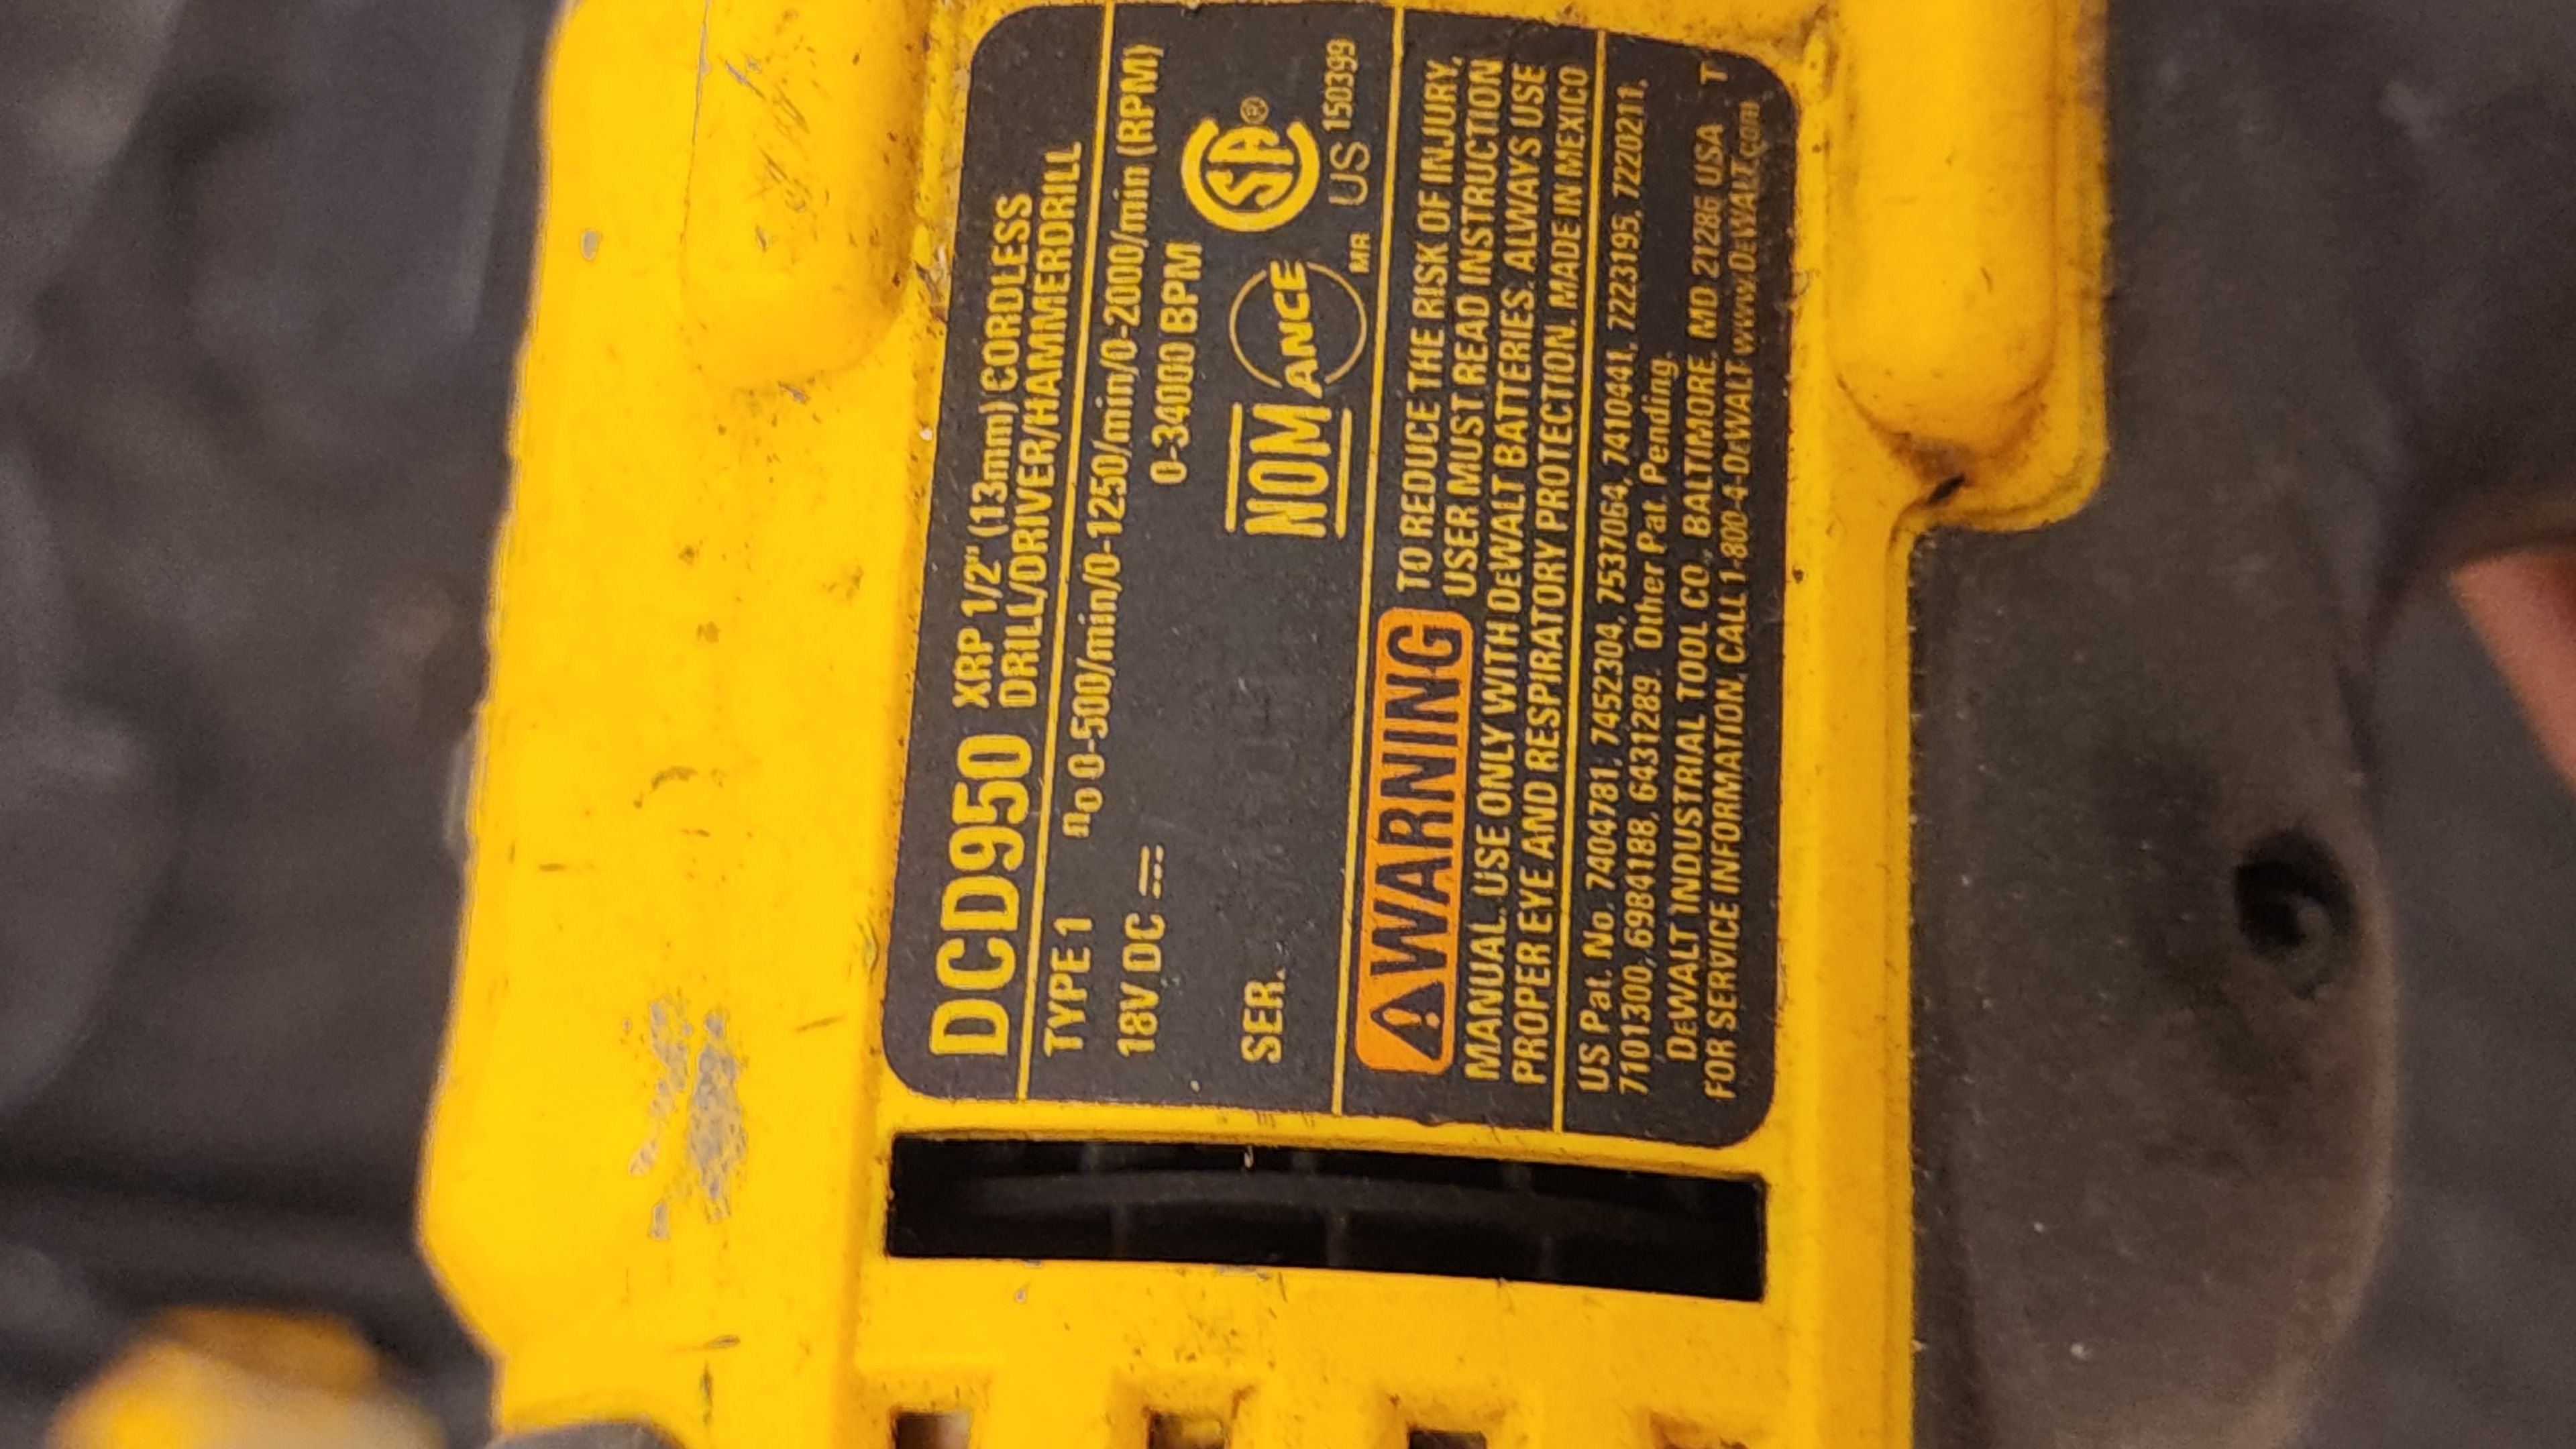 DCD950 XRP 1/2" (13mm) CORDLESS
DRILL/DRIVER/HAMMERDRILL
TYPE 1 n0 0-500/min/0-1250/min/0-2000/min (RPM)
18V DC 0-34000 BPM
SER.
NOM ANCE
SA®
MR US 150399
WARNING TO REDUCE THE RISK OF INJURY,
USER MUST READ INSTRUCTION
MANUAL. USE ONLY WITH DEWALT BATTERIES. ALWAYS USE
PROPER EYE AND RESPIRATORY PROTECTION. MADE IN MEXICO
US Pat. No. 7404781, 7452304, 7537064, 7410441, 7223195, 7220211,
7101300, 6984188, 6431289. Other Pat. Pending.
DEWALT INDUSTRIAL TOOL CO., BALTIMORE, MD 21286 USA T
FOR SERVICE INFORMATION, CALL 1-800-4-DeWALT www.DEWALT.com